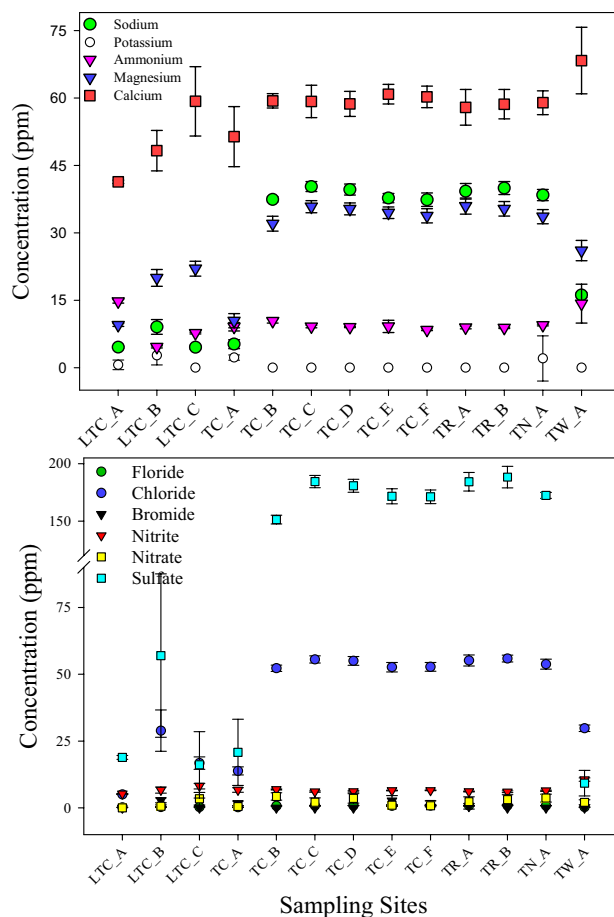 75
60
45
30
15
0
Concentration (ppm)
Sodium
Potassium
Ammonium
Magnesium
Calcium
LTC_A
LTC_B
LTC_C
TC_A
TC_B
TC_C
TC_D
TC_E
TC_F
TR_A
TR_B
TN_A
TW_A
200
150
75
50
25
0
Concentration (ppm)
Floride
Chloride
Bromide
Nitrite
Nitrate
Sulfate
LTC_A
LTC_B
LTC_C
TC_A
TC_B
TC_C
TC_D
TC_E
TC_F
TR_A
TR_B
TN_A
TW_A
Sampling Sites